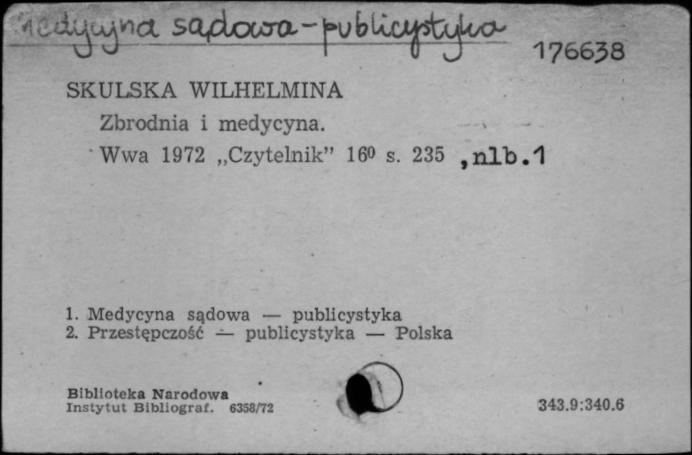 medycyna sądowa - publicystyka
176638
SKULSKA WILHELMINA
Zbrodnia i medycyna.
Wwa 1972 „Czytelnik” 16⁰ s. 235 ,nlb.1
1. Medycyna sądowa — publicystyka
2. Przestępczość — publicystyka — Polska
Biblioteka Narodowa
Instytut Bibliograf. 6358/72
343.9:340.6